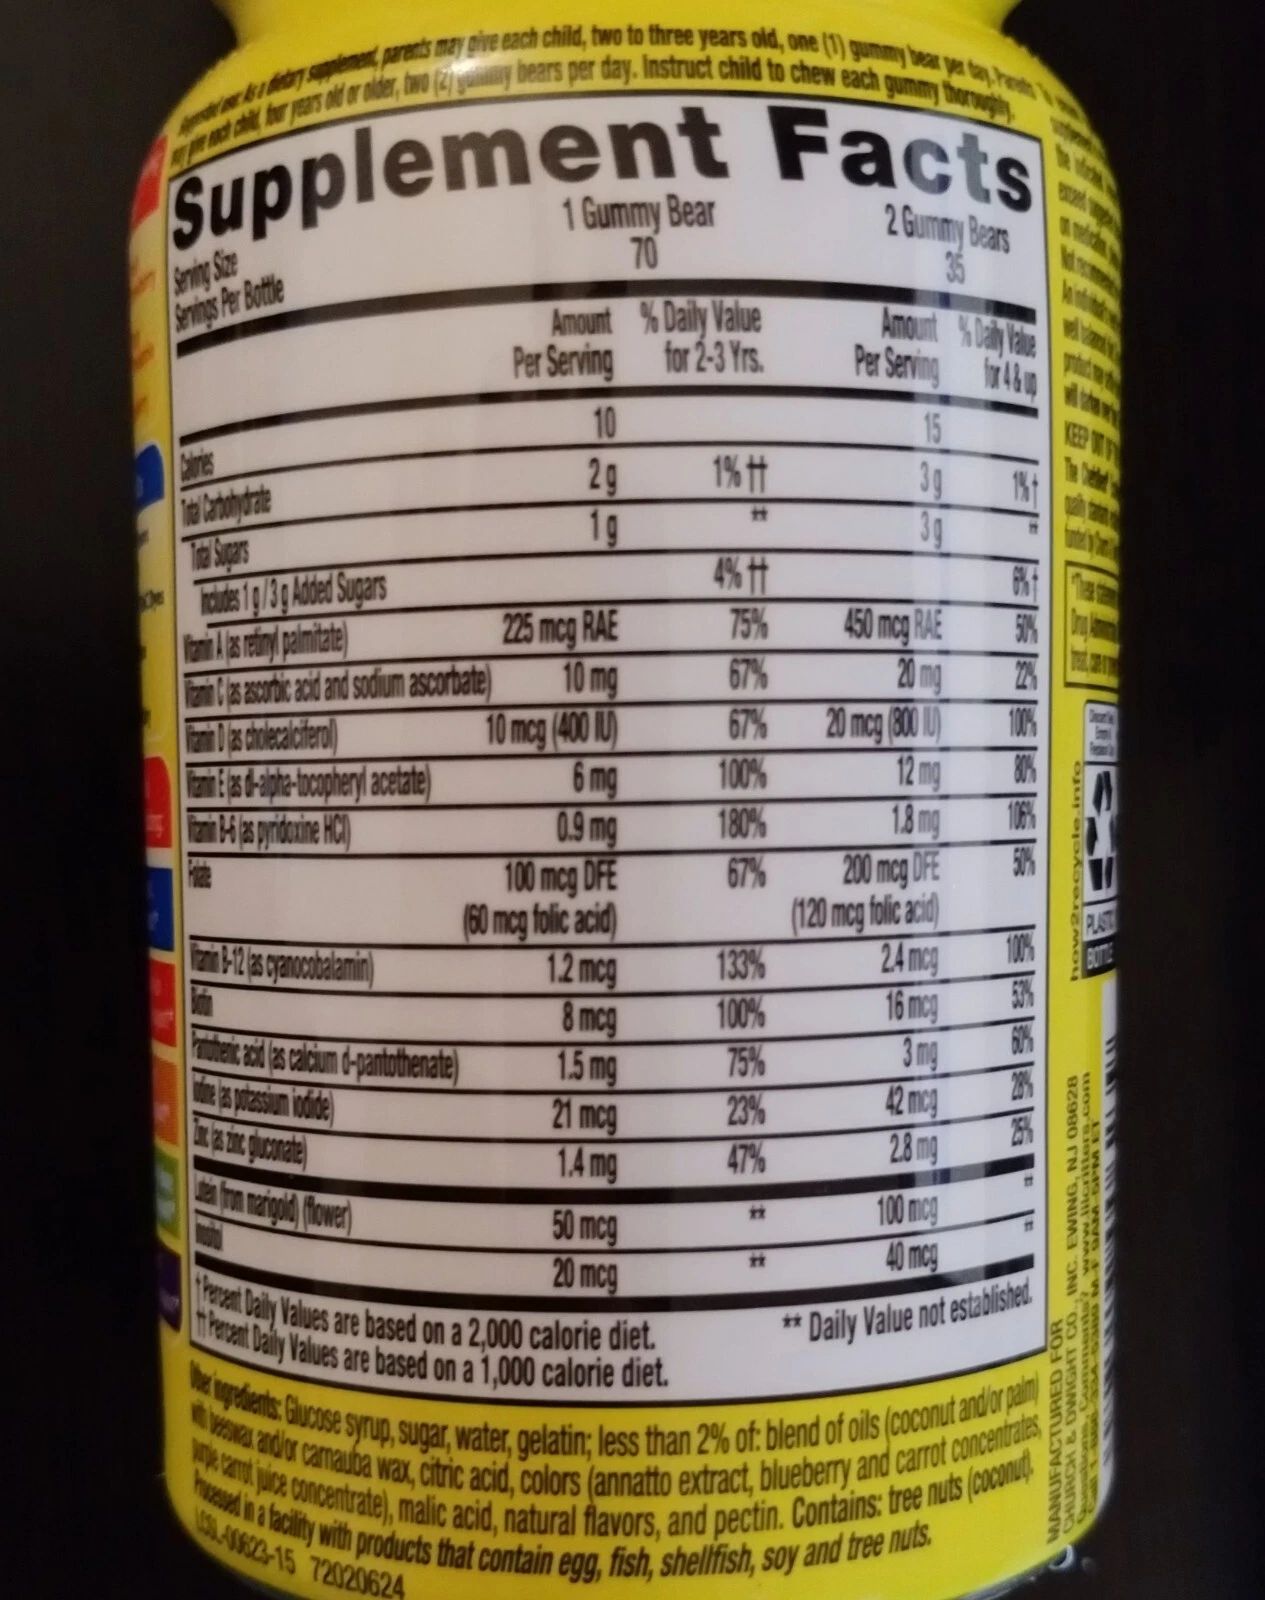 Suggested use: As a dietary supplement, parents may give each child, two to three years old, one (1) gummy bear per day. Parents
may give each child, four years old or older, two (2) gummy bears per day. Instruct child to chew each gummy thoroughly.
Supplement Facts
Serving Size 1 Gummy Bear 2 Gummy Bears
Servings Per Bottle 70 35
Amount Per Serving % Daily Value for 2-3 Yrs. Amount Per Serving % Daily Value for 4 & up
Calories 10 15
Total Carbohydrate 2 g 1% †† 3 g 1% †
Total Sugars 1 g ** 3 g **
Includes 1 g / 3 g Added Sugars 4% †† 6% †
Vitamin A (as retinyl palmitate) 225 mcg RAE 75% 450 mcg RAE 50%
Vitamin C (as ascorbic acid and sodium ascorbate) 10 mg 67% 20 mg 22%
Vitamin D (as cholecalciferol) 10 mcg (400 IU) 67% 20 mcg (800 IU) 100%
Vitamin E (as dl-alpha-tocopheryl acetate) 6 mg 100% 12 mg 80%
Vitamin B-6 (as pyridoxine HCl) 0.9 mg 180% 1.8 mg 106%
Folate 100 mcg DFE 67% 200 mcg DFE 50%
(60 mcg folic acid) (120 mcg folic acid)
Vitamin B-12 (as cyanocobalamin) 1.2 mcg 133% 2.4 mcg 100%
Biotin 8 mcg 100% 16 mcg 53%
Pantothenic acid (as calcium d-pantothenate) 1.5 mg 75% 3 mg 60%
Iodine (as potassium iodide) 21 mcg 23% 42 mcg 28%
Zinc (as zinc gluconate) 1.4 mg 47% 2.8 mg 25%
Lutein (from marigold) (flower) 50 mcg ** 100 mcg **
Inositol 20 mcg ** 40 mcg **
† Percent Daily Values are based on a 2,000 calorie diet. ** Daily Value not established.
†† Percent Daily Values are based on a 1,000 calorie diet.
Other ingredients: Glucose syrup, sugar, water, gelatin; less than 2% of: blend of oils (coconut and/or palm)
with beeswax and/or carnauba wax, citric acid, colors (annatto extract, blueberry and carrot concentrates,
purple carrot juice concentrate), malic acid, natural flavors, and pectin. Contains: tree nuts (coconut).
Processed in a facility with products that contain egg, fish, shellfish, soy and tree nuts.
LCSL-00623-15 72020624
KEEP OUT OF
how2recycle.info
PLASTIC
BOTTLE
MANUFACTURED FOR
CHURCH & DWIGHT CO., INC. EWING, NJ 08628
Questions, Comments? www.lilcritters.com
M-F 9AM-5PM ET